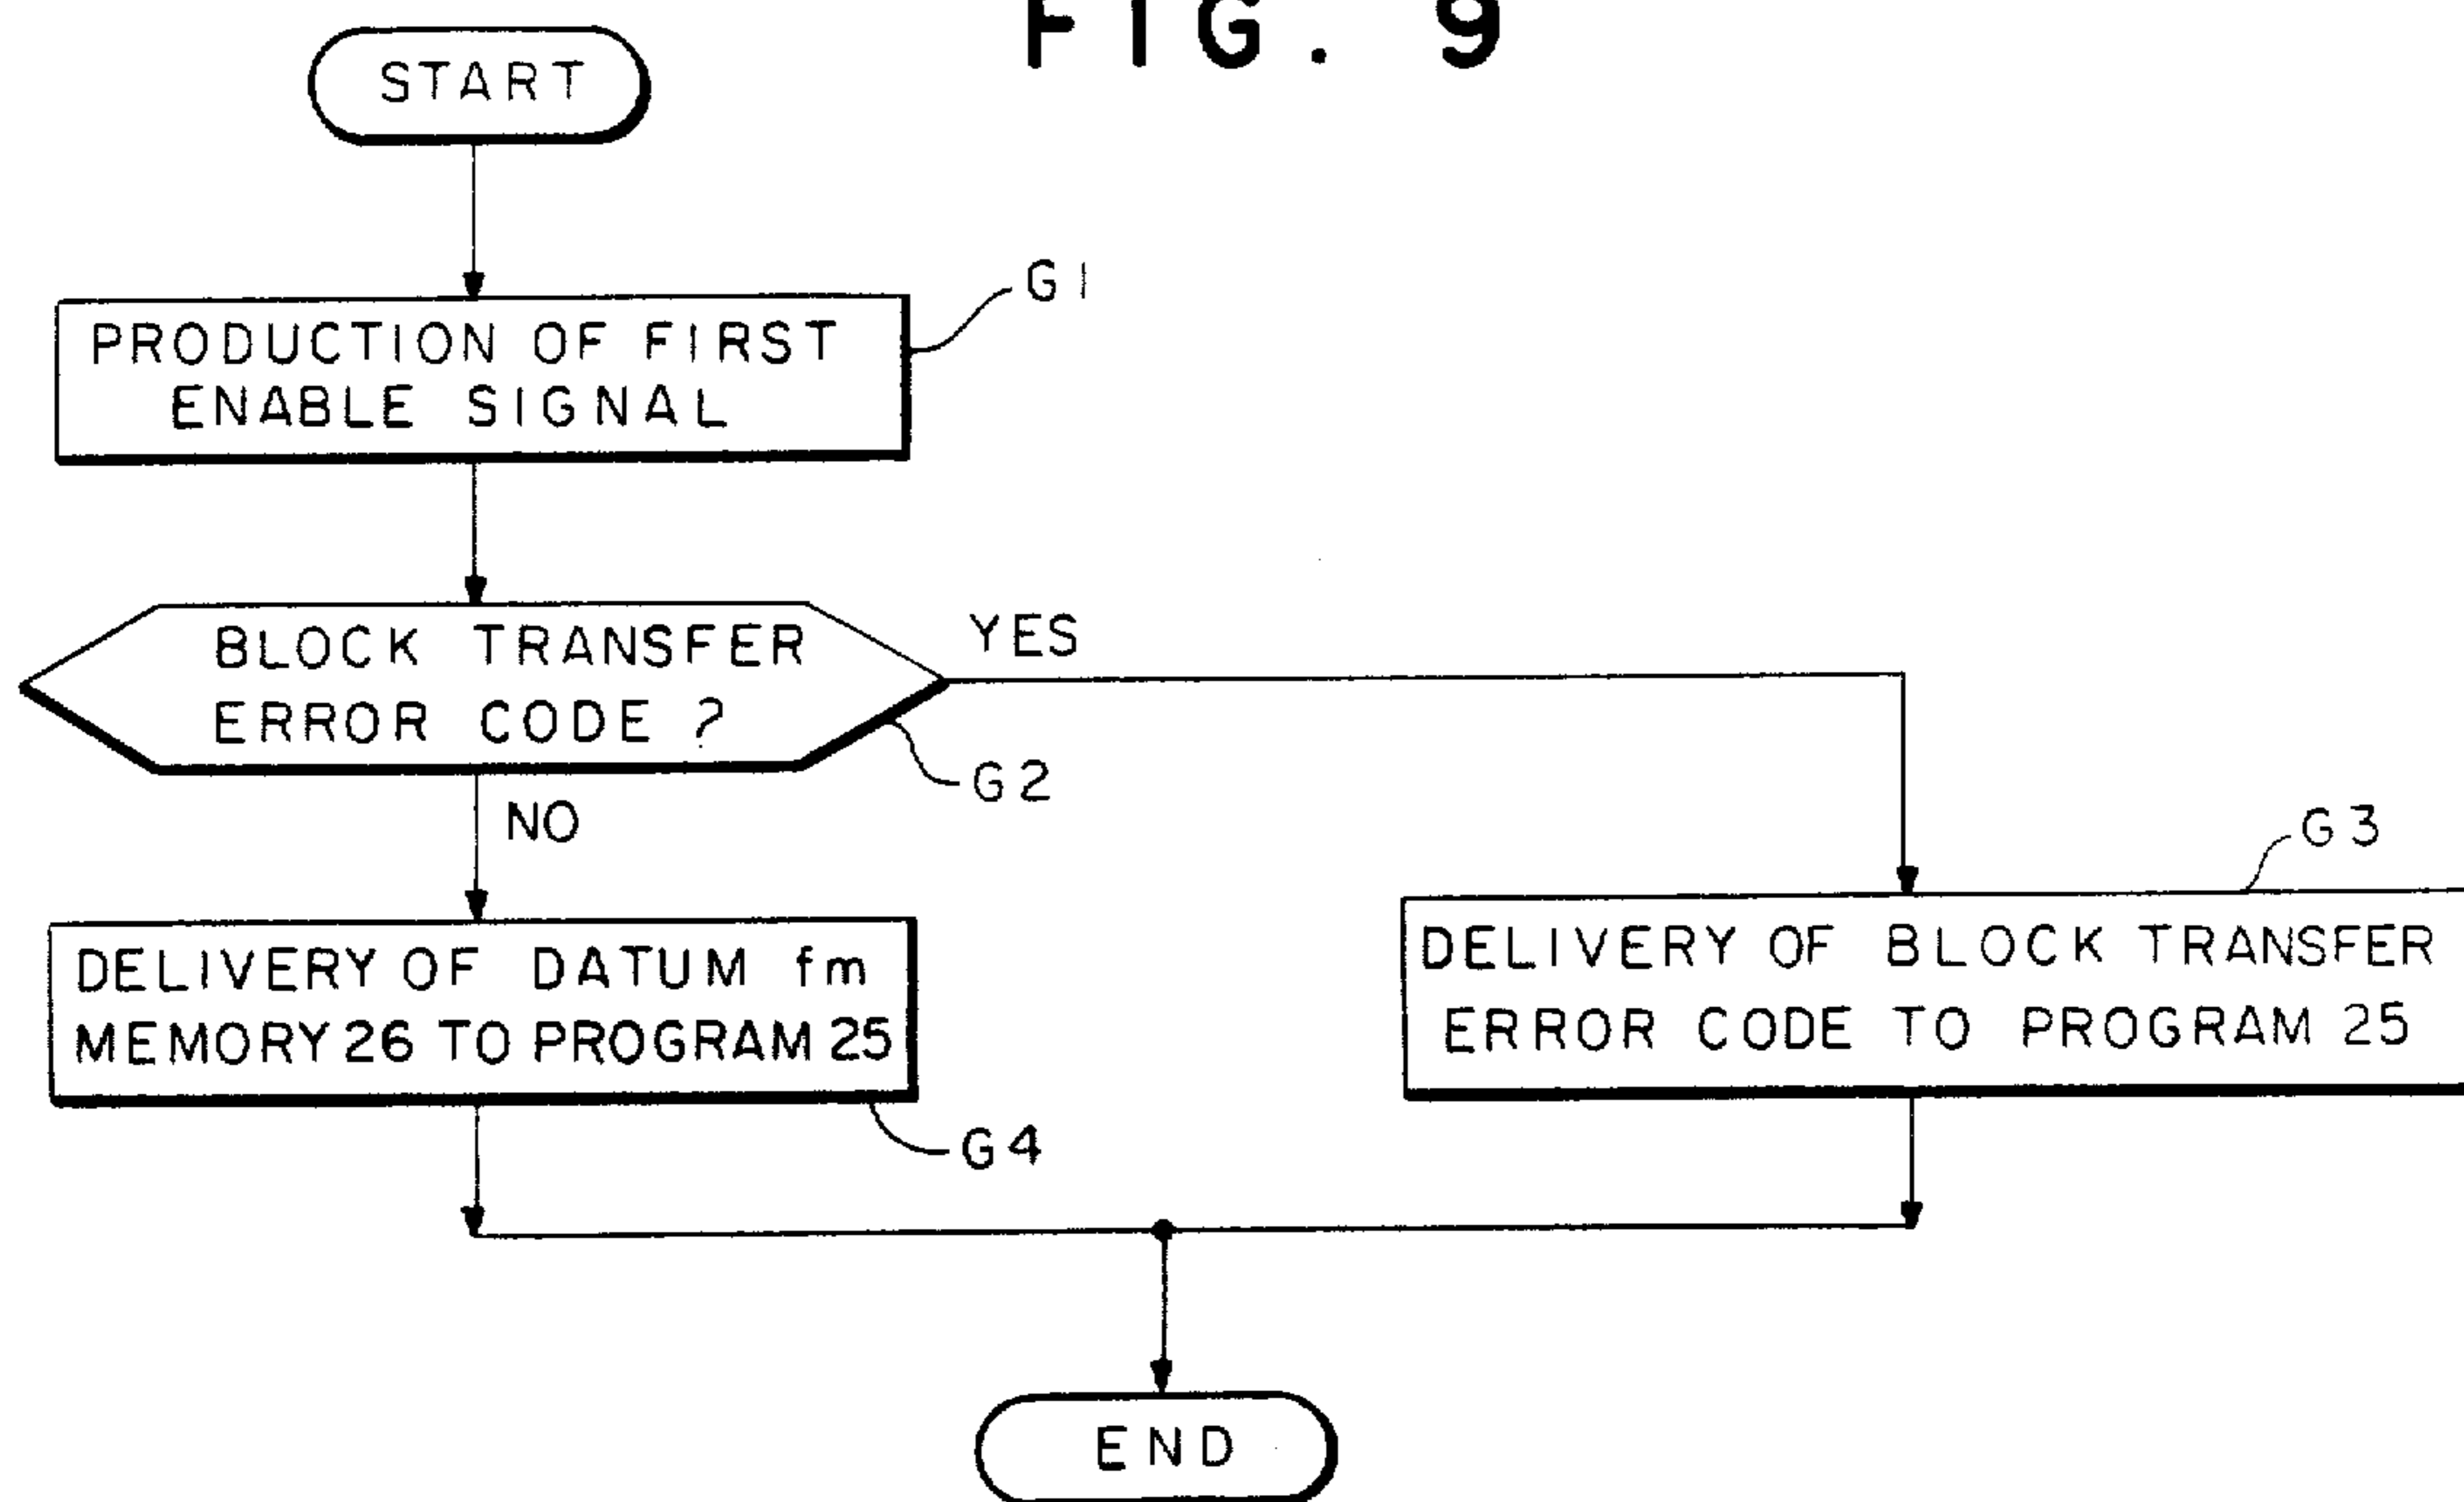 FIG. 9
START
G1
PRODUCTION OF FIRST
ENABLE SIGNAL
BLOCK TRANSFER
ERROR CODE ?
YES
G2
NO
G3
DELIVERY OF DATUM fm
MEMORY 26 TO PROGRAM 25
DELIVERY OF BLOCK TRANSFER
ERROR CODE TO PROGRAM 25
G4
END